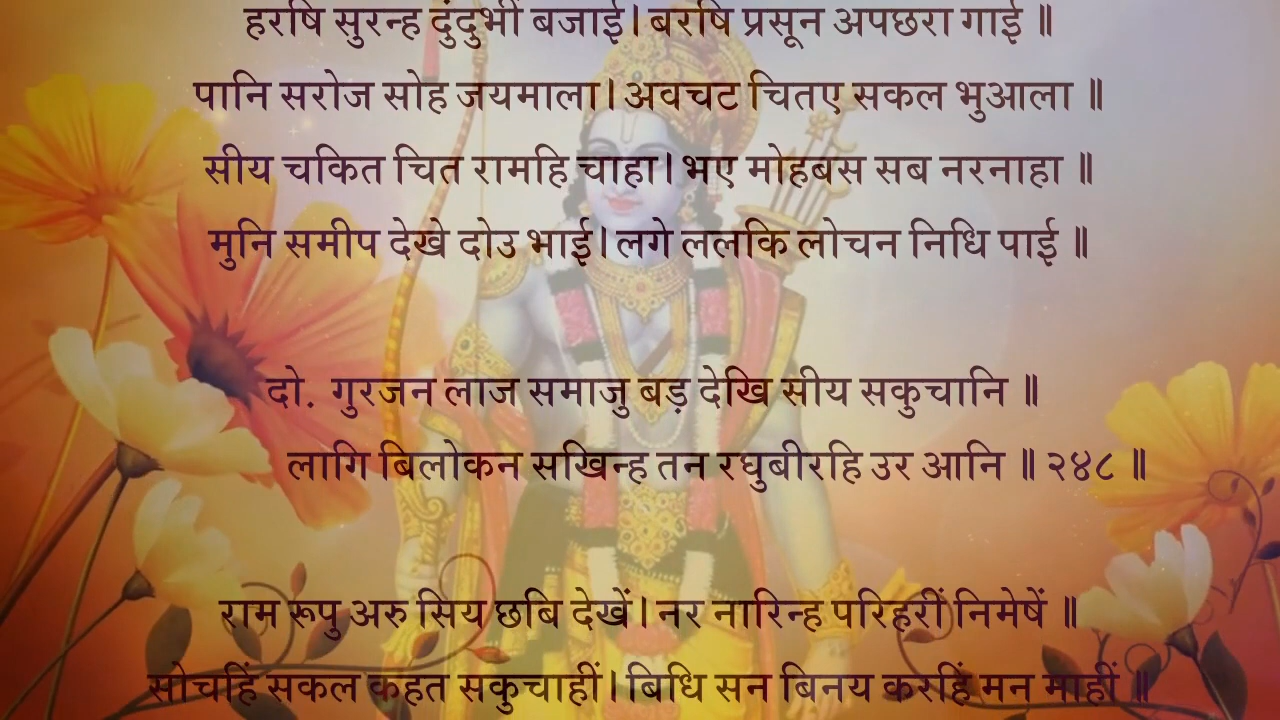 हरषि सुरन्ह दुंदुभीं बजाई। बरषि प्रसून अपछरा गाई ॥
पानि सरोज सोह जयमाला। अवचट चितए सकल भुआला ॥
सीय चकित चित रामहि चाहा। भए मोहबस सब नरनाहा ॥
मुनि समीप देखे दोउ भाई। लगे ललकि लोचन निधि पाई ॥
दो. गुरजन लाज समाजु बड़ देखि सीय सकुचानि ॥
लागि बिलोकन सखिन्ह तन रघुबीरहि उर आनि ॥ २४८ ॥
राम रूपु अरु सिय छबि देखें। नर नारिन्ह परिहरीं निमेषें ॥
सोचहिं सकल कहत सकुचाहीं। बिधि सन बिनय करहिं मन माहीं ॥